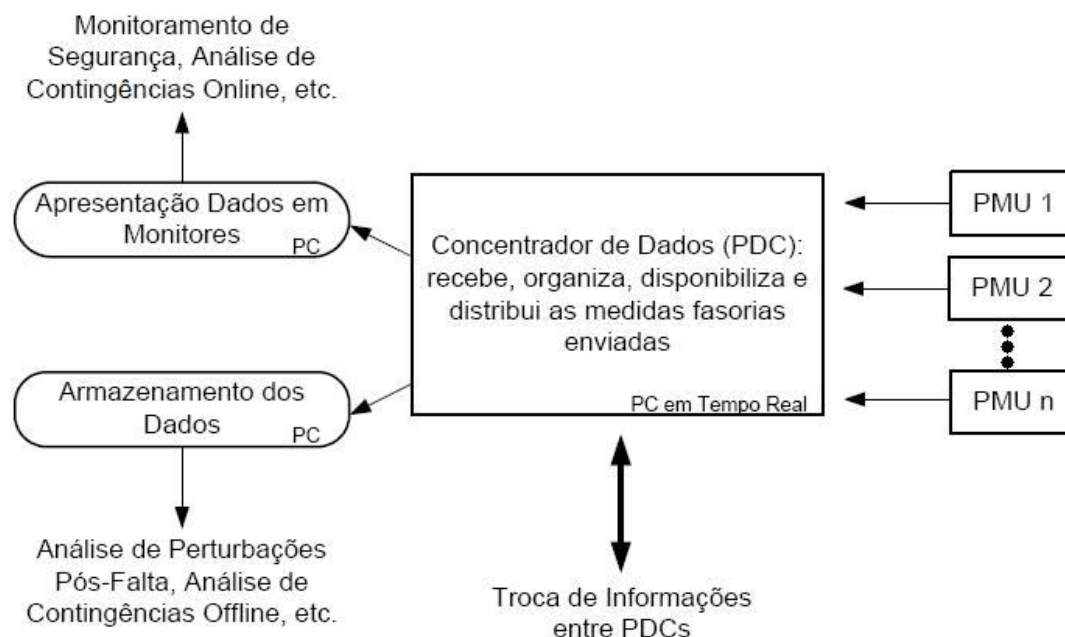 Monitoramento de
Segurança, Análise de
Contingências Online, etc.
Apresentação Dados em
Monitores
PC
Armazenamento dos
Dados
PC
Análise de Perturbações
Pós-Falta, Análise de
Contingências Offline, etc.
Concentrador de Dados (PDC):
recebe, organiza, disponibiliza e
distribui as medidas fasorias
enviadas
PC em Tempo Real
Troca de Informações
entre PDCs
PMU 1
PMU 2
PMU n